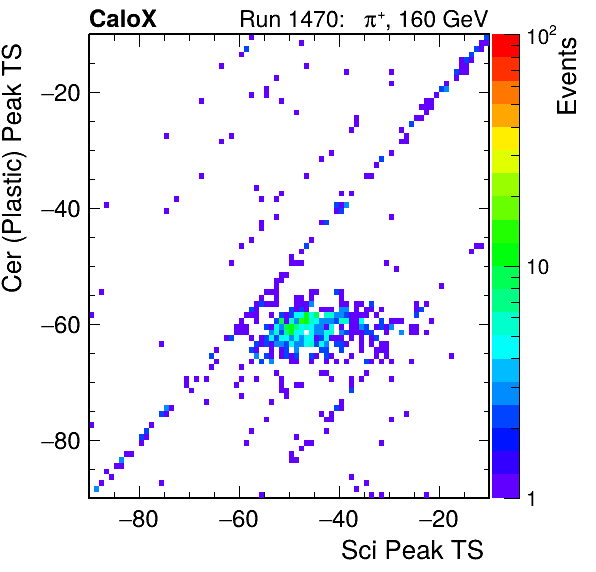 CaloX Run 1470: π⁺, 160 GeV
Cer (Plastic) Peak TS
−20
−40
−60
−80
−80 −60 −40 −20
Sci Peak TS
10²
10
1
Events